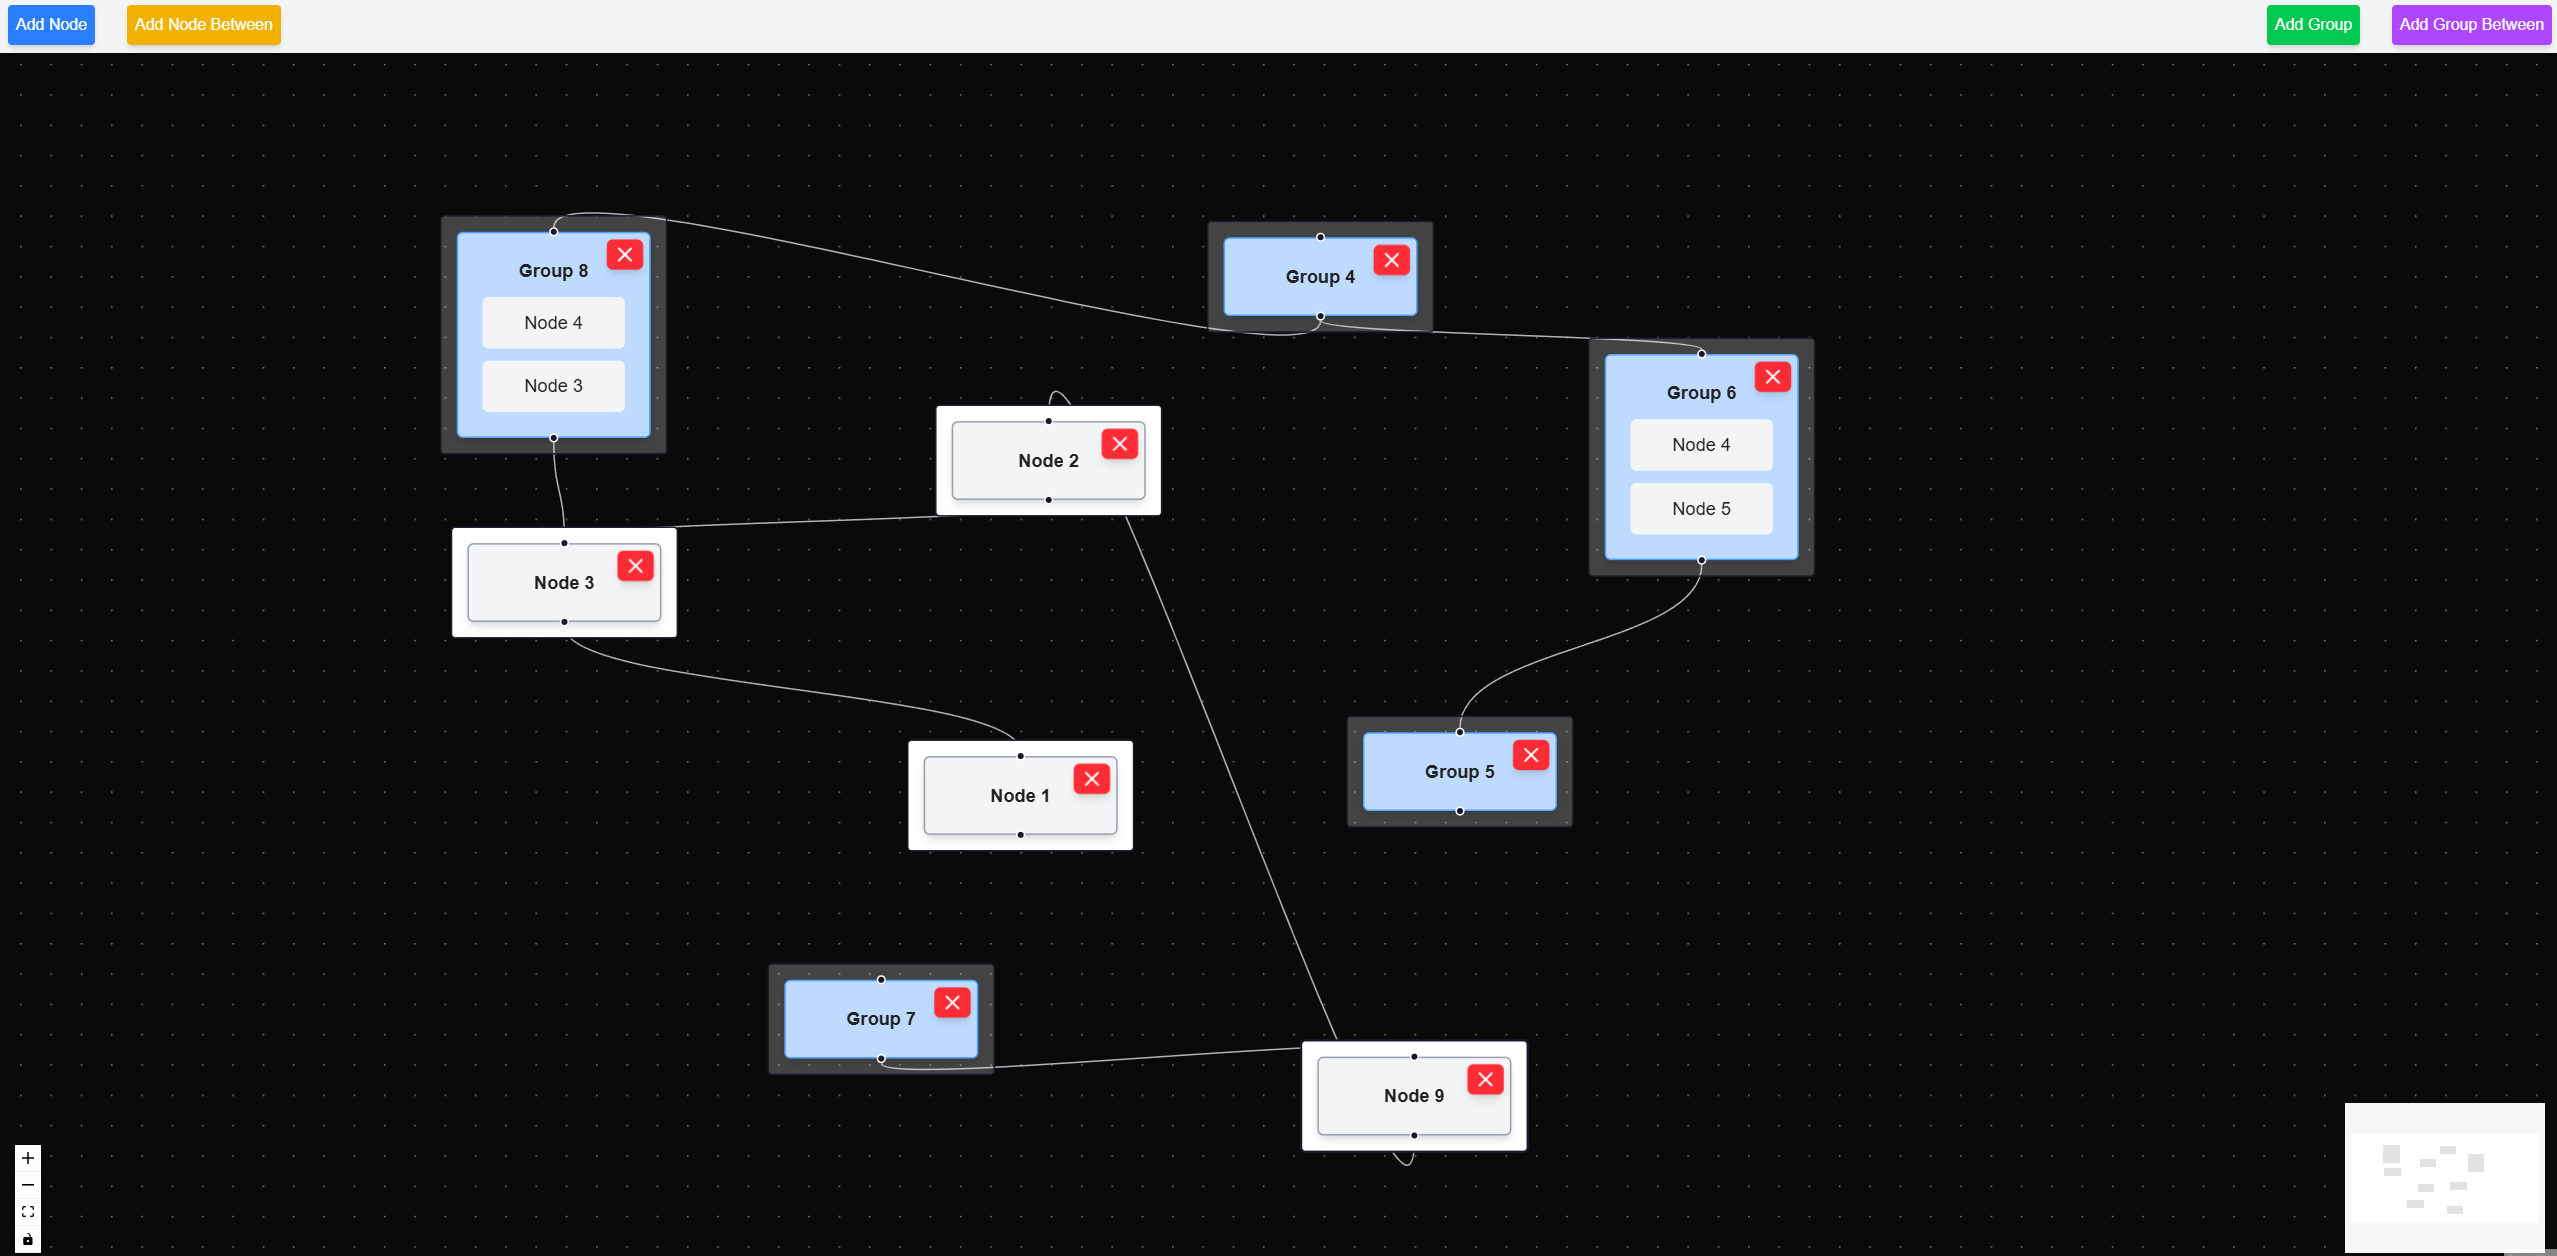 Add Node
Add Node Between
Add Group
Add Group Between
Group 8
Node 4
Node 3
Group 4
Group 6
Node 4
Node 5
Node 2
Node 3
Node 1
Group 5
Group 7
Node 9